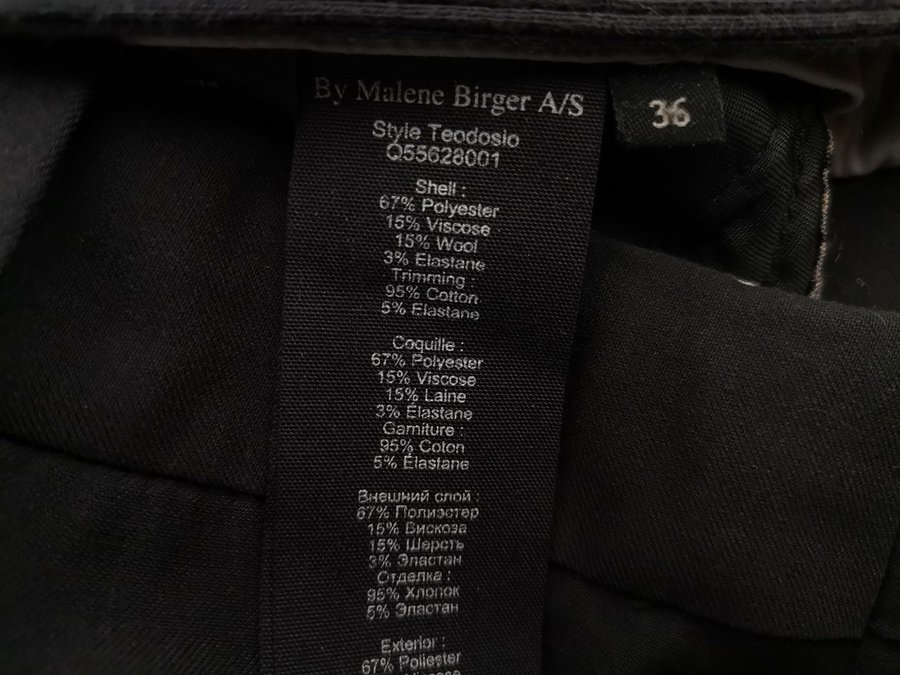 By Malene Birger A/S
36
Style Teodosio
Q55628001
Shell :
67% Polyester
15% Viscose
15% Wool
3% Elastane
Trimming :
95% Cotton
5% Elastane
Coquille :
67% Polyester
15% Viscose
15% Laine
3% Élastane
Garniture :
95% Coton
5% Élastane
Внешний слой :
67% Полиэстер
15% Вискоза
15% Шерсть
3% Эластан
Отделка :
95% Хлопок
5% Эластан
Exterior :
67% Poliester